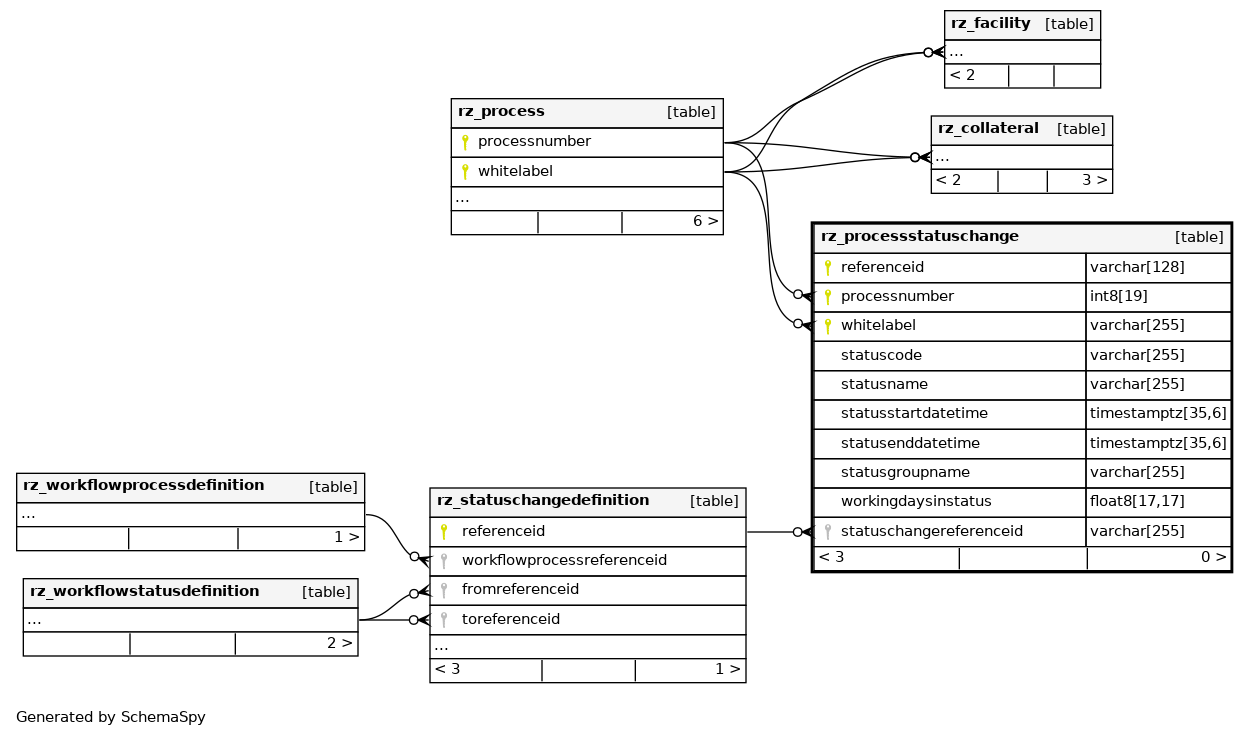 rz_facility [table]
...
< 2
rz_process [table]
processnumber
whitelabel
...
6 >
rz_collateral [table]
...
< 2 3 >
rz_processstatuschange [table]
referenceid varchar[128]
processnumber int8[19]
whitelabel varchar[255]
statuscode varchar[255]
statusname varchar[255]
statusstartdatetime timestamptz[35,6]
statusenddatetime timestamptz[35,6]
statusgroupname varchar[255]
workingdaysinstatus float8[17,17]
statuschangereferenceid varchar[255]
< 3 0 >
rz_workflowprocessdefinition [table]
...
1 >
rz_workflowstatusdefinition [table]
...
2 >
rz_statuschangedefinition [table]
referenceid
workflowprocessreferenceid
fromreferenceid
toreferenceid
...
< 3 1 >
Generated by SchemaSpy